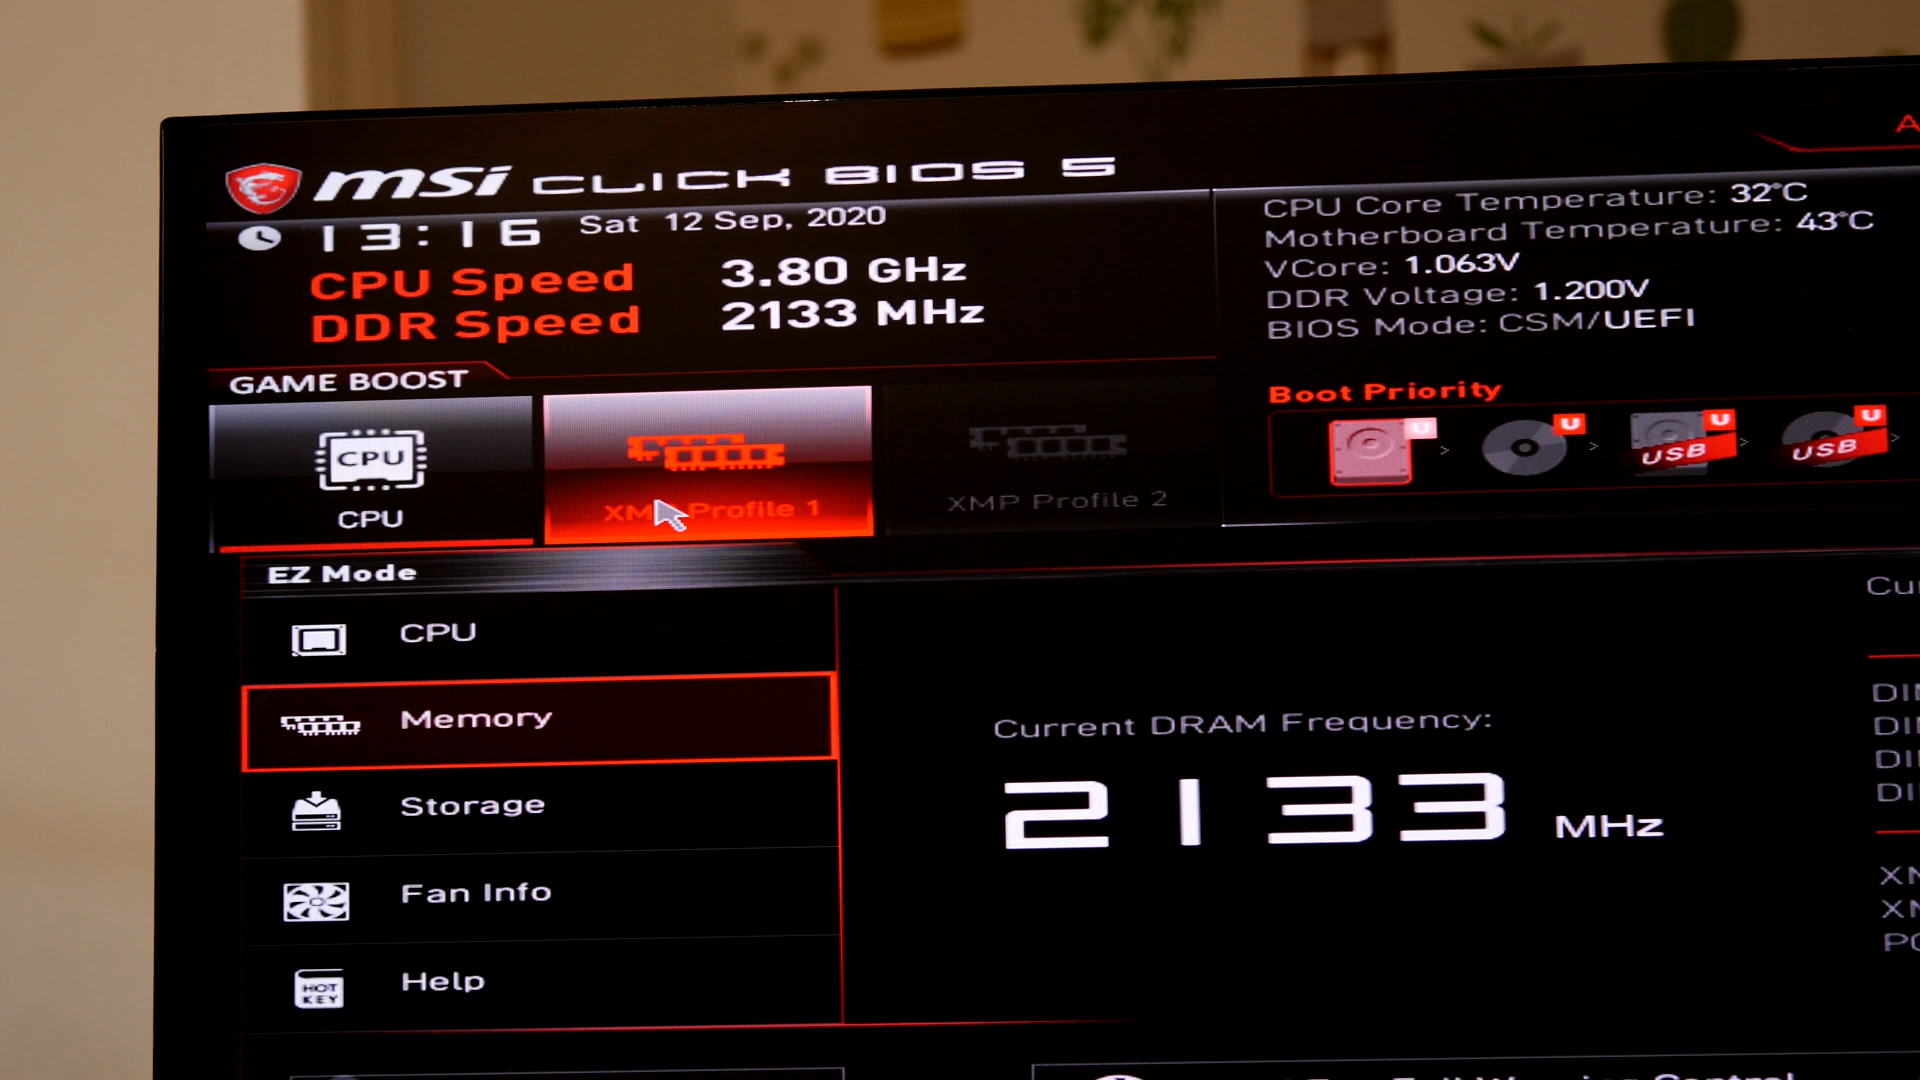 msi CLICK BIOS 5
13:16 Sat 12 Sep, 2020
CPU Speed 3.80 GHz
DDR Speed 2133 MHz
CPU Core Temperature: 32°C
Motherboard Temperature: 43°C
VCore: 1.063V
DDR Voltage: 1.200V
BIOS Mode: CSM/UEFI
GAME BOOST
CPU
CPU
XMP Profile 1
XMP Profile 2
Boot Priority
U
U
U
USB
U
USB
EZ Mode
CPU
Memory
Storage
Fan Info
HOT KEY
Help
Current DRAM Frequency:
2133 MHz